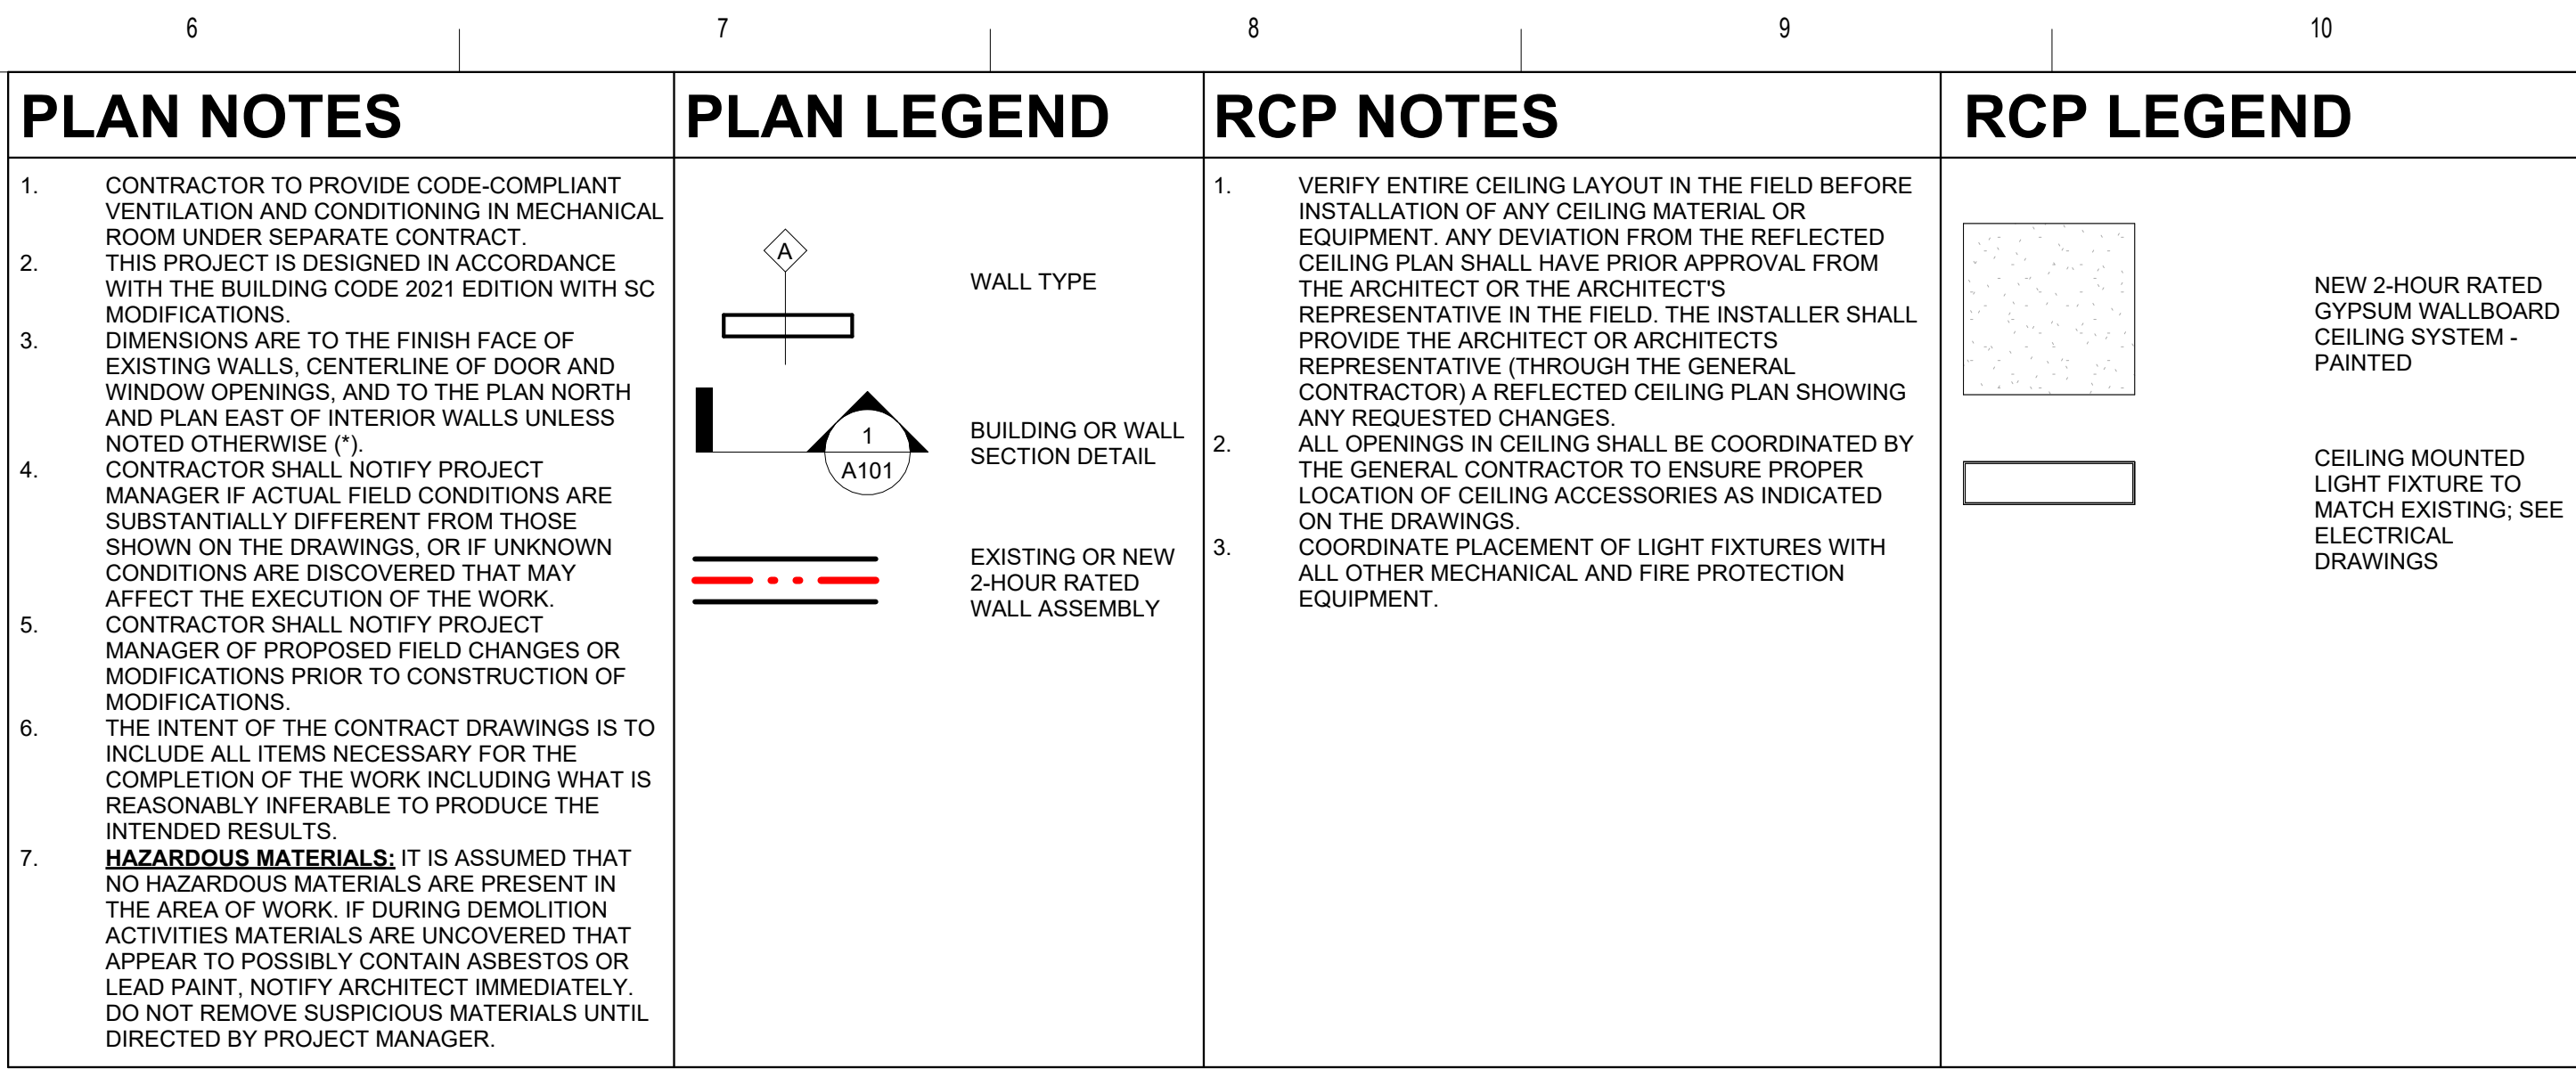 6
7
8
9
10
PLAN NOTES
1. CONTRACTOR TO PROVIDE CODE-COMPLIANT
VENTILATION AND CONDITIONING IN MECHANICAL
ROOM UNDER SEPARATE CONTRACT.
2. THIS PROJECT IS DESIGNED IN ACCORDANCE
WITH THE BUILDING CODE 2021 EDITION WITH SC
MODIFICATIONS.
3. DIMENSIONS ARE TO THE FINISH FACE OF
EXISTING WALLS, CENTERLINE OF DOOR AND
WINDOW OPENINGS, AND TO THE PLAN NORTH
AND PLAN EAST OF INTERIOR WALLS UNLESS
NOTED OTHERWISE (*).
4. CONTRACTOR SHALL NOTIFY PROJECT
MANAGER IF ACTUAL FIELD CONDITIONS ARE
SUBSTANTIALLY DIFFERENT FROM THOSE
SHOWN ON THE DRAWINGS, OR IF UNKNOWN
CONDITIONS ARE DISCOVERED THAT MAY
AFFECT THE EXECUTION OF THE WORK.
5. CONTRACTOR SHALL NOTIFY PROJECT
MANAGER OF PROPOSED FIELD CHANGES OR
MODIFICATIONS PRIOR TO CONSTRUCTION OF
MODIFICATIONS.
6. THE INTENT OF THE CONTRACT DRAWINGS IS TO
INCLUDE ALL ITEMS NECESSARY FOR THE
COMPLETION OF THE WORK INCLUDING WHAT IS
REASONABLY INFERABLE TO PRODUCE THE
INTENDED RESULTS.
7. HAZARDOUS MATERIALS: IT IS ASSUMED THAT
NO HAZARDOUS MATERIALS ARE PRESENT IN
THE AREA OF WORK. IF DURING DEMOLITION
ACTIVITIES MATERIALS ARE UNCOVERED THAT
APPEAR TO POSSIBLY CONTAIN ASBESTOS OR
LEAD PAINT, NOTIFY ARCHITECT IMMEDIATELY.
DO NOT REMOVE SUSPICIOUS MATERIALS UNTIL
DIRECTED BY PROJECT MANAGER.
PLAN LEGEND
A
WALL TYPE
1
A101
BUILDING OR WALL
SECTION DETAIL
EXISTING OR NEW
2-HOUR RATED
WALL ASSEMBLY
RCP NOTES
1. VERIFY ENTIRE CEILING LAYOUT IN THE FIELD BEFORE
INSTALLATION OF ANY CEILING MATERIAL OR
EQUIPMENT. ANY DEVIATION FROM THE REFLECTED
CEILING PLAN SHALL HAVE PRIOR APPROVAL FROM
THE ARCHITECT OR THE ARCHITECT'S
REPRESENTATIVE IN THE FIELD. THE INSTALLER SHALL
PROVIDE THE ARCHITECT OR ARCHITECTS
REPRESENTATIVE (THROUGH THE GENERAL
CONTRACTOR) A REFLECTED CEILING PLAN SHOWING
ANY REQUESTED CHANGES.
2. ALL OPENINGS IN CEILING SHALL BE COORDINATED BY
THE GENERAL CONTRACTOR TO ENSURE PROPER
LOCATION OF CEILING ACCESSORIES AS INDICATED
ON THE DRAWINGS.
3. COORDINATE PLACEMENT OF LIGHT FIXTURES WITH
ALL OTHER MECHANICAL AND FIRE PROTECTION
EQUIPMENT.
RCP LEGEND
NEW 2-HOUR RATED
GYPSUM WALLBOARD
CEILING SYSTEM -
PAINTED
CEILING MOUNTED
LIGHT FIXTURE TO
MATCH EXISTING; SEE
ELECTRICAL
DRAWINGS